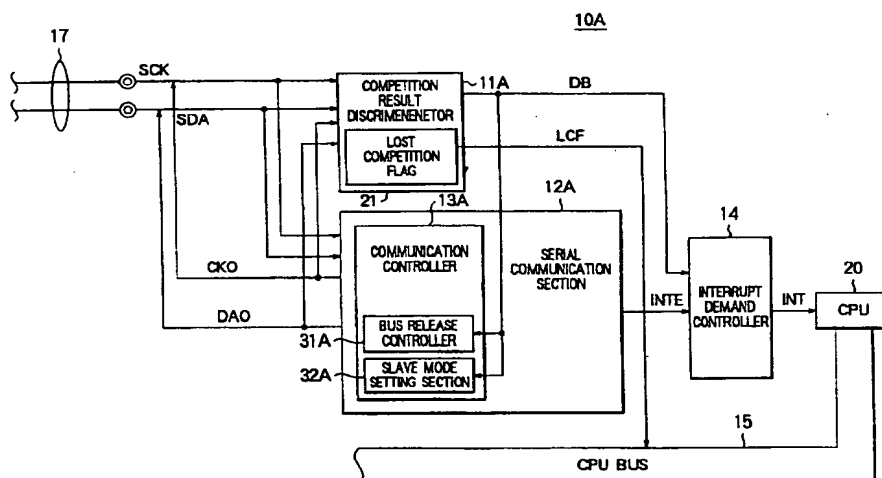 10A
17
SCK
SDA
COMPETITION
RESULT
DISCRIMENENETOR
11A
DB
LOST
COMPETITION
FLAG
LCF
21
13A
12A
14
COMMUNICATION
CONTROLLER
SERIAL
COMMUNICATION
SECTION
CKO
DAO
INTE
INTERRUPT
DEMAND
CONTROLLER
INT
20
CPU
BUS RELEASE
CONTROLLER
31A
SLAVE MODE
SETTING SECTION
32A
15
CPU BUS